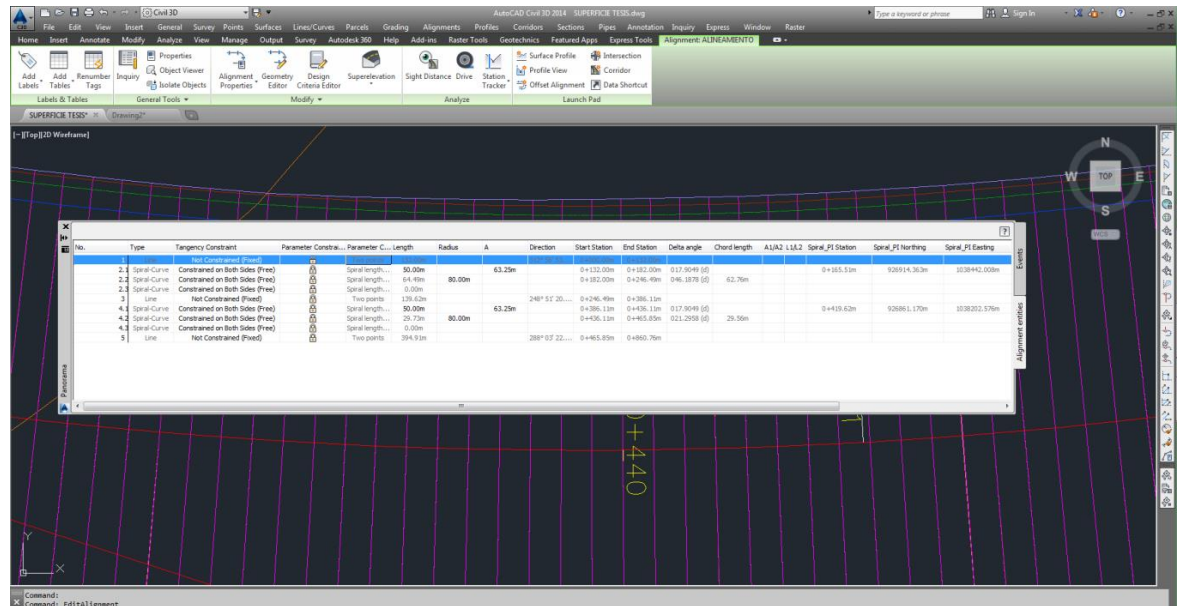 Civil 3D
AutoCAD Civil 3D 2014 SUPERFICIE TESIS.dwg
Type a keyword or phrase
Sign In
File Edit View Insert General Survey Points Surfaces Lines/Curves Parcels Grading Alignments Profiles Corridors Sections Pipes Annotation Inquiry Express Window Raster
Home Insert Annotate Modify Analyze View Manage Output Survey Autodesk 360 Help Add-ins Raster Tools Geotechnics Featured Apps Express Tools Alignment: ALINEAMIENTO
Properties Surface Profile Intersection
Object Viewer Profile View Corridor
Isolate Objects Offset Alignment Data Shortcut
Add Labels Add Tables Renumber Tags Inquiry Alignment Properties Geometry Editor Design Criteria Editor Superelevation Sight Distance Drive Station Tracker
Labels & Tables General Tools Modify Analyze Launch Pad
SUPERFICIE TESIS* Drawing2*
[−][Top][2D Wireframe]
N
W TOP E
S
WCS
No. Type Tangency Constraint Parameter Constrai... Parameter C... Length Radius A Direction Start Station End Station Delta angle Chord length A1/A2 L1/L2 Spiral_PI Station Spiral_PI Northing Spiral_PI Easting
1 Line Not Constrained (Fixed) Two points
2.1 Spiral-Curve Constrained on Both Sides (Free) Spiral length... 50.00m 63.25m 0+132.00m 0+182.00m 017.9049 (d) 0+165.51m 926914.363m 1038442.008m
2.2 Spiral-Curve Constrained on Both Sides (Free) Spiral length... 64.49m 80.00m 0+182.00m 0+246.49m 046.1878 (d) 62.76m
2.3 Spiral-Curve Constrained on Both Sides (Free) Spiral length... 0.00m
3 Line Not Constrained (Fixed) Two points 139.62m 248° 51' 20.... 0+246.49m 0+386.11m
4.1 Spiral-Curve Constrained on Both Sides (Free) Spiral length... 50.00m 63.25m 0+386.11m 0+436.11m 017.9049 (d) 0+419.62m 926861.170m 1038202.576m
4.2 Spiral-Curve Constrained on Both Sides (Free) Spiral length... 29.73m 80.00m 0+436.11m 0+465.85m 021.2958 (d) 29.56m
4.3 Spiral-Curve Constrained on Both Sides (Free) Spiral length... 0.00m
5 Line Not Constrained (Fixed) Two points 394.91m 288° 03' 22.... 0+465.85m 0+860.76m
Events
Alignment entities
Panorama
0+440
Y
X
Command:
Command: EditAlignment